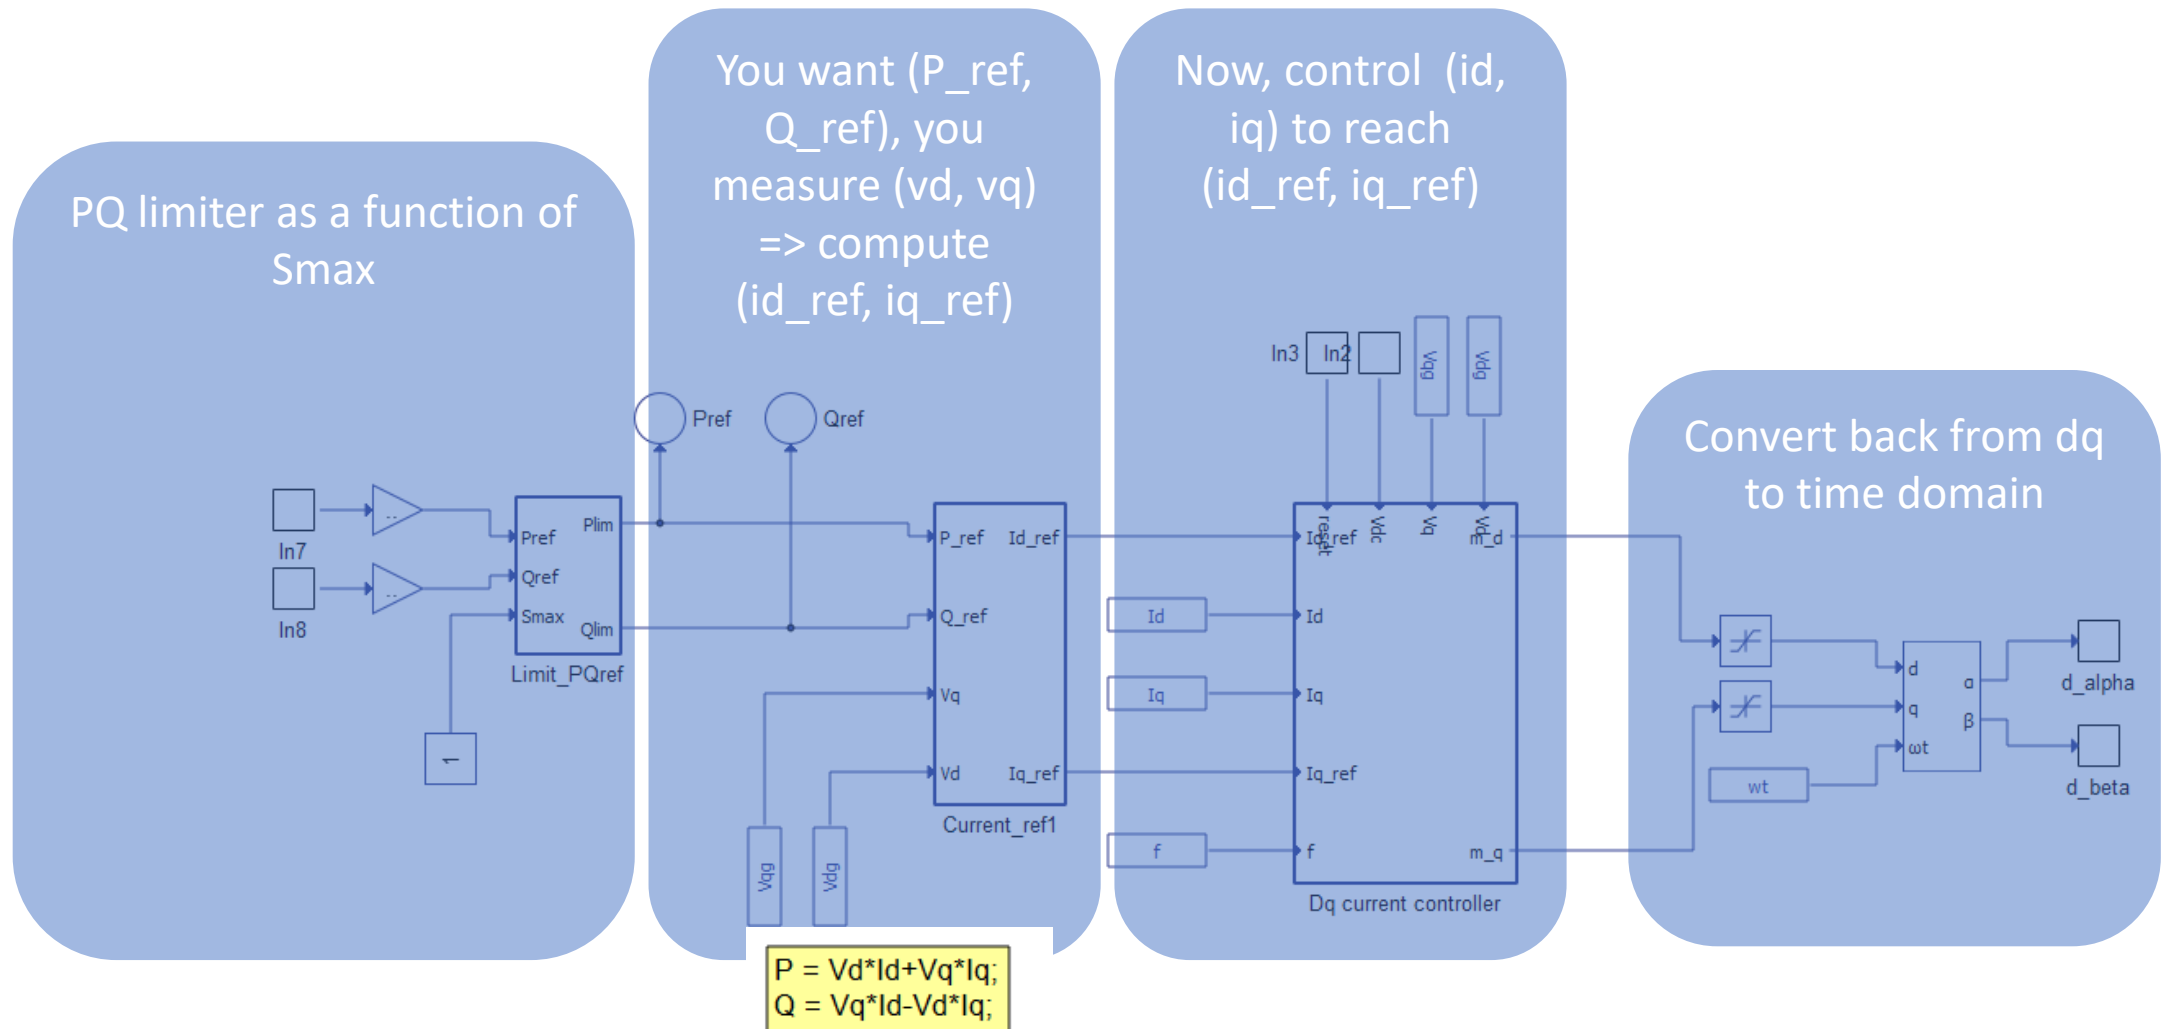 PQ limiter as a function of
Smax
You want (P_ref,
Q_ref), you
measure (vd, vq)
=> compute
(id_ref, iq_ref)
Now, control (id,
iq) to reach
(id_ref, iq_ref)
Convert back from dq
to time domain
In7
In8
..
..
Pref
Qref
Smax
Plim
Qlim
Limit_PQref
1
Pref
Qref
P_ref
Q_ref
Vq
Vd
Id_ref
Iq_ref
Current_ref1
Vqg
Vdg
P = Vd*Id+Vq*Iq;
Q = Vq*Id-Vd*Iq;
In3
In2
Vqg
Vdg
reset
Vdc
Vq
Vd
Id_ref
Id
Iq
Iq_ref
f
m_d
m_q
Id
Iq
f
Dq current controller
d
q
ωt
α
β
wt
d_alpha
d_beta